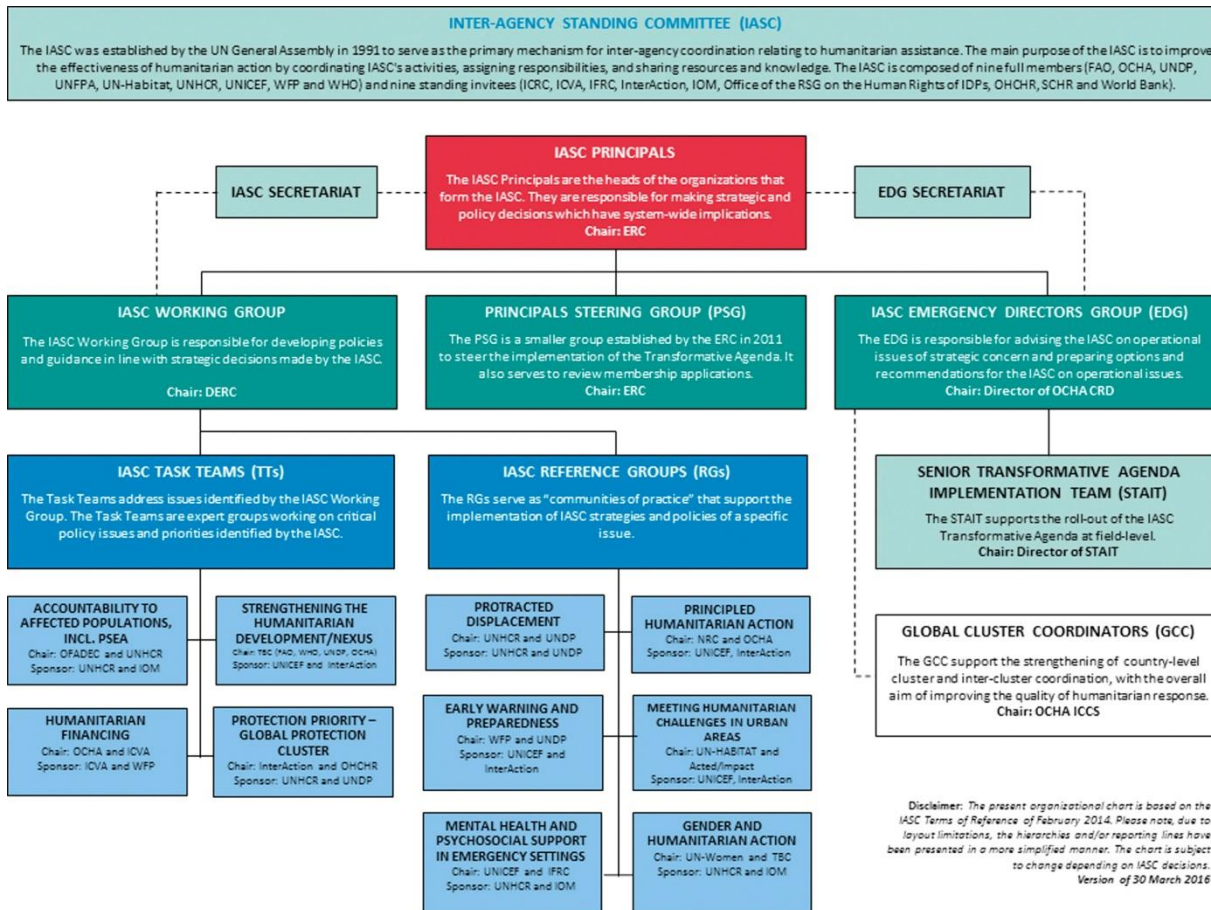 INTER-AGENCY STANDING COMMITTEE (IASC)
The IASC was established by the UN General Assembly in 1991 to serve as the primary mechanism for inter-agency coordination relating to humanitarian assistance. The main purpose of the IASC is to improve
the effectiveness of humanitarian action by coordinating IASC's activities, assigning responsibilities, and sharing resources and knowledge. The IASC is composed of nine full members (FAO, OCHA, UNDP,
UNFPA, UN-Habitat, UNHCR, UNICEF, WFP and WHO) and nine standing invitees (ICRC, ICVA, IFRC, InterAction, IOM, Office of the RSG on the Human Rights of IDPs, OHCHR, SCHR and World Bank).
IASC PRINCIPALS
The IASC Principals are the heads of the organizations that
form the IASC. They are responsible for making strategic and
policy decisions which have system-wide implications.
Chair: ERC
IASC SECRETARIAT
EDG SECRETARIAT
IASC WORKING GROUP
The IASC Working Group is responsible for developing policies
and guidance in line with strategic decisions made by the IASC.
Chair: DERC
PRINCIPALS STEERING GROUP (PSG)
The PSG is a smaller group established by the ERC in 2011
to steer the implementation of the Transformative Agenda. It
also serves to review membership applications.
Chair: ERC
IASC EMERGENCY DIRECTORS GROUP (EDG)
The EDG is responsible for advising the IASC on operational
issues of strategic concern and preparing options and
recommendations for the IASC on operational issues.
Chair: Director of OCHA CRD
IASC TASK TEAMS (TTs)
The Task Teams address issues identified by the IASC Working
Group. The Task Teams are expert groups working on critical
policy issues and priorities identified by the IASC.
IASC REFERENCE GROUPS (RGs)
The RGs serve as "communities of practice" that support the
implementation of IASC strategies and policies of a specific
issue.
SENIOR TRANSFORMATIVE AGENDA
IMPLEMENTATION TEAM (STAIT)
The STAIT supports the roll-out of the IASC
Transformative Agenda at field-level.
Chair: Director of STAIT
ACCOUNTABILITY TO
AFFECTED POPULATIONS,
INCL. PSEA
Chair: OFADEC and UNHCR
Sponsor: UNHCR and IOM
STRENGTHENING THE
HUMANITARIAN
DEVELOPMENT/NEXUS
Chair: TBC (FAO, WHO, UNDP, OCHA)
Sponsor: UNICEF and InterAction
HUMANITARIAN
FINANCING
Chair: OCHA and ICVA
Sponsor: ICVA and WFP
PROTECTION PRIORITY –
GLOBAL PROTECTION
CLUSTER
Chair: InterAction and OHCHR
Sponsor: UNHCR and UNDP
PROTRACTED
DISPLACEMENT
Chair: UNHCR and UNDP
Sponsor: UNHCR and UNDP
PRINCIPLED
HUMANITARIAN ACTION
Chair: NRC and OCHA
Sponsor: UNICEF, InterAction
EARLY WARNING AND
PREPAREDNESS
Chair: WFP and UNDP
Sponsor: UNICEF and
InterAction
MEETING HUMANITARIAN
CHALLENGES IN URBAN
AREAS
Chair: UN-HABITAT and
Acted/Impact
Sponsor: UNICEF, InterAction
MENTAL HEALTH AND
PSYCHOSOCIAL SUPPORT
IN EMERGENCY SETTINGS
Chair: UNICEF and IFRC
Sponsor: UNHCR and IOM
GENDER AND
HUMANITARIAN ACTION
Chair: UN-Women and TBC
Sponsor: UNHCR and IOM
GLOBAL CLUSTER COORDINATORS (GCC)
The GCC support the strengthening of country-level
cluster and inter-cluster coordination, with the overall
aim of improving the quality of humanitarian response.
Chair: OCHA ICCS
Disclaimer: The present organizational chart is based on the
IASC Terms of Reference of February 2014. Please note, due to
layout limitations, the hierarchies and/or reporting lines have
been presented in a more simplified manner. The chart is subject
to change depending on IASC decisions.
Version of 30 March 2016